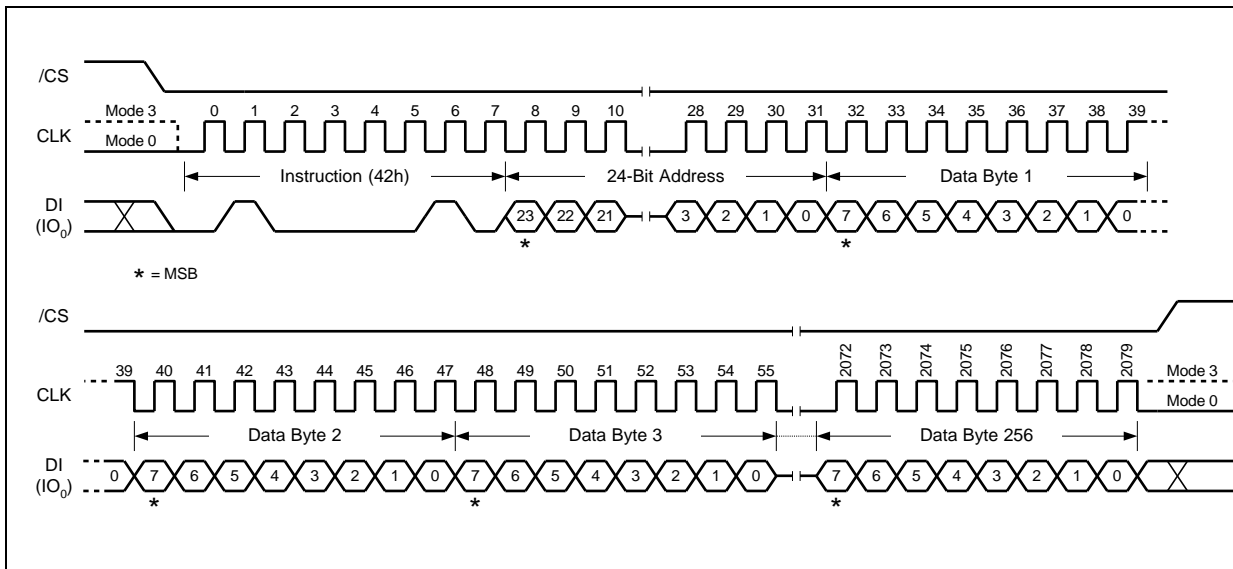 /CS
Mode 3 0 1 2 3 4 5 6 7 8 9 10 28 29 30 31 32 33 34 35 36 37 38 39
CLK
Mode 0
Instruction (42h) 24-Bit Address Data Byte 1
DI
(IO0)
23 22 21 3 2 1 0 7 6 5 4 3 2 1 0
* *
* = MSB
/CS
39 40 41 42 43 44 45 46 47 48 49 50 51 52 53 54 55 2072 2073 2074 2075 2076 2077 2078 2079 Mode 3
CLK
Mode 0
Data Byte 2 Data Byte 3 Data Byte 256
DI
(IO0)
0 7 6 5 4 3 2 1 0 7 6 5 4 3 2 1 0 7 6 5 4 3 2 1 0
* * *